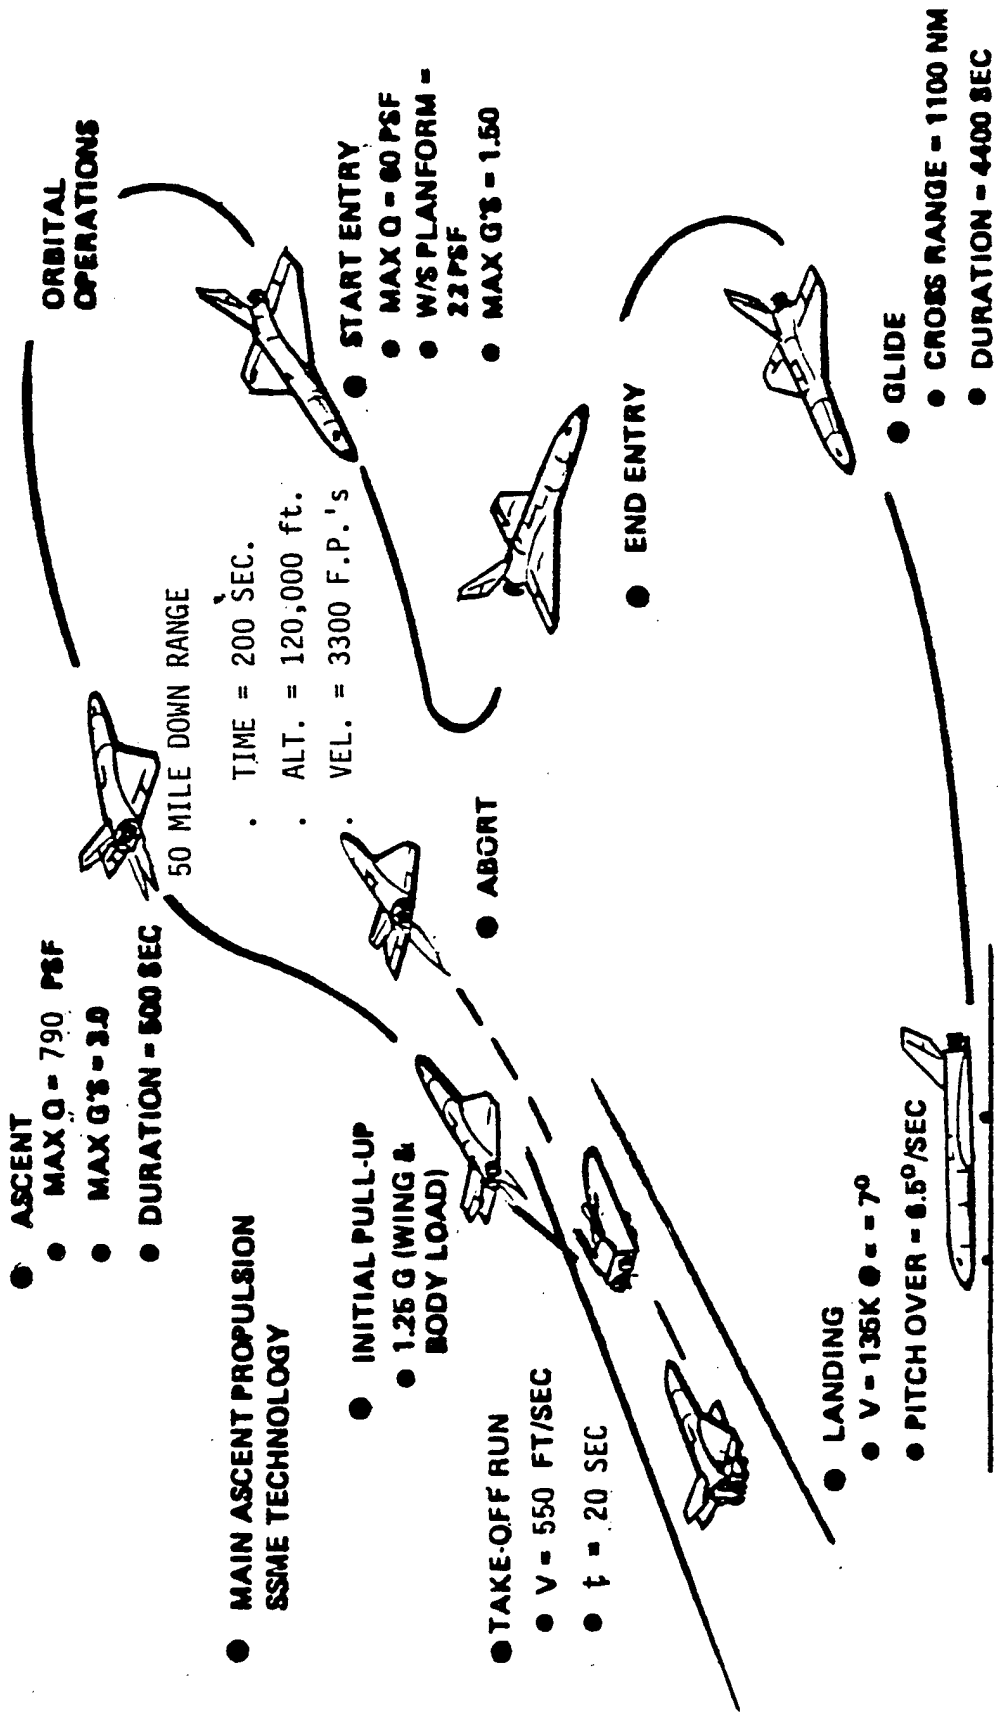 ● ASCENT
● MAX Q = 790 PSF
● MAX G'S = 3.0
● DURATION = 500 SEC
● MAIN ASCENT PROPULSION
SSME TECHNOLOGY
● INITIAL PULL-UP
● 1.25 G (WING &
BODY LOAD)
● TAKE-OFF RUN
● V = 550 FT/SEC
● t = 20 SEC
● ABORT
50 MILE DOWN RANGE
. TIME = 200 SEC.
. ALT. = 120,000 ft.
. VEL. = 3300 F.P.'s
ORBITAL
OPERATIONS
● START ENTRY
● MAX Q = 60 PSF
● W/S PLANFORM =
22 PSF
● MAX G'S = 1.50
● END ENTRY
● GLIDE
● CROSS RANGE = 1100 NM
● DURATION = 4400 SEC
● LANDING
● V = 135K @ α = 7°
● PITCH OVER = 6.5°/SEC